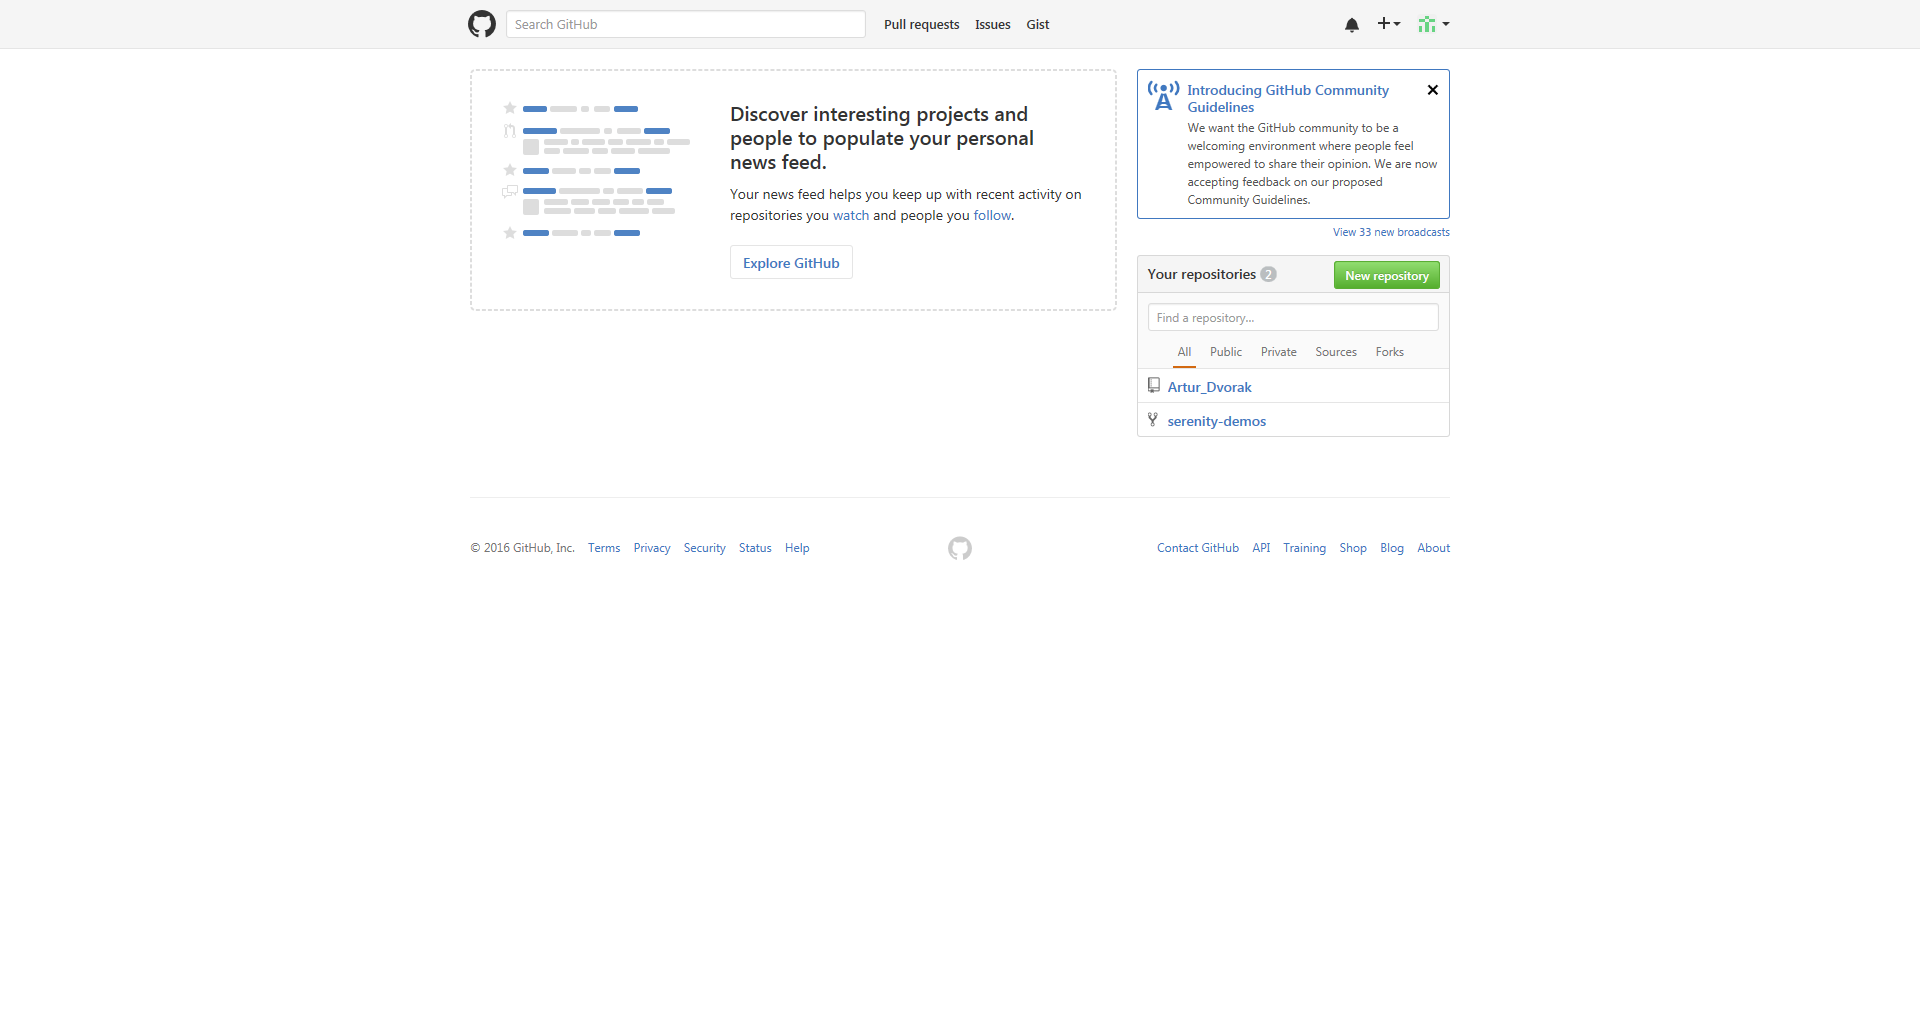 Search GitHub
Pull requests
Issues
Gist
Discover interesting projects and
people to populate your personal
news feed.
Your news feed helps you keep up with recent activity on
repositories you watch and people you follow.
Explore GitHub
Introducing GitHub Community
Guidelines
We want the GitHub community to be a
welcoming environment where people feel
empowered to share their opinion. We are now
accepting feedback on our proposed
Community Guidelines.
View 33 new broadcasts
Your repositories 2
New repository
Find a repository...
All Public Private Sources Forks
Artur_Dvorak
serenity-demos
© 2016 GitHub, Inc. Terms Privacy Security Status Help
Contact GitHub API Training Shop Blog About